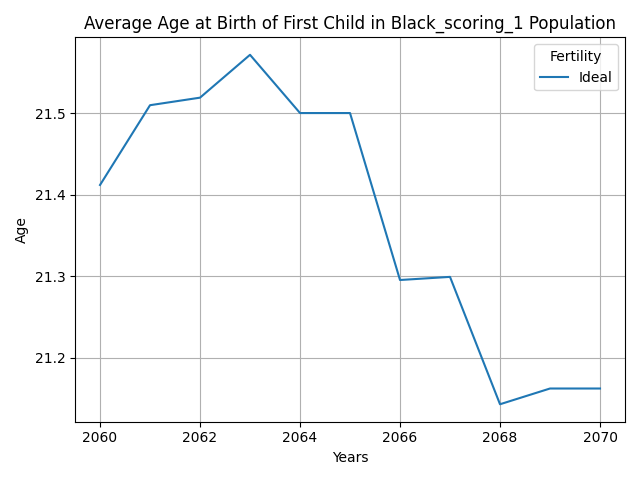 Average Age at Birth of First Child in Black_scoring_1 Population
Fertility
Ideal
21.5
21.4
21.3
21.2
Age
2060
2062
2064
2066
2068
2070
Years